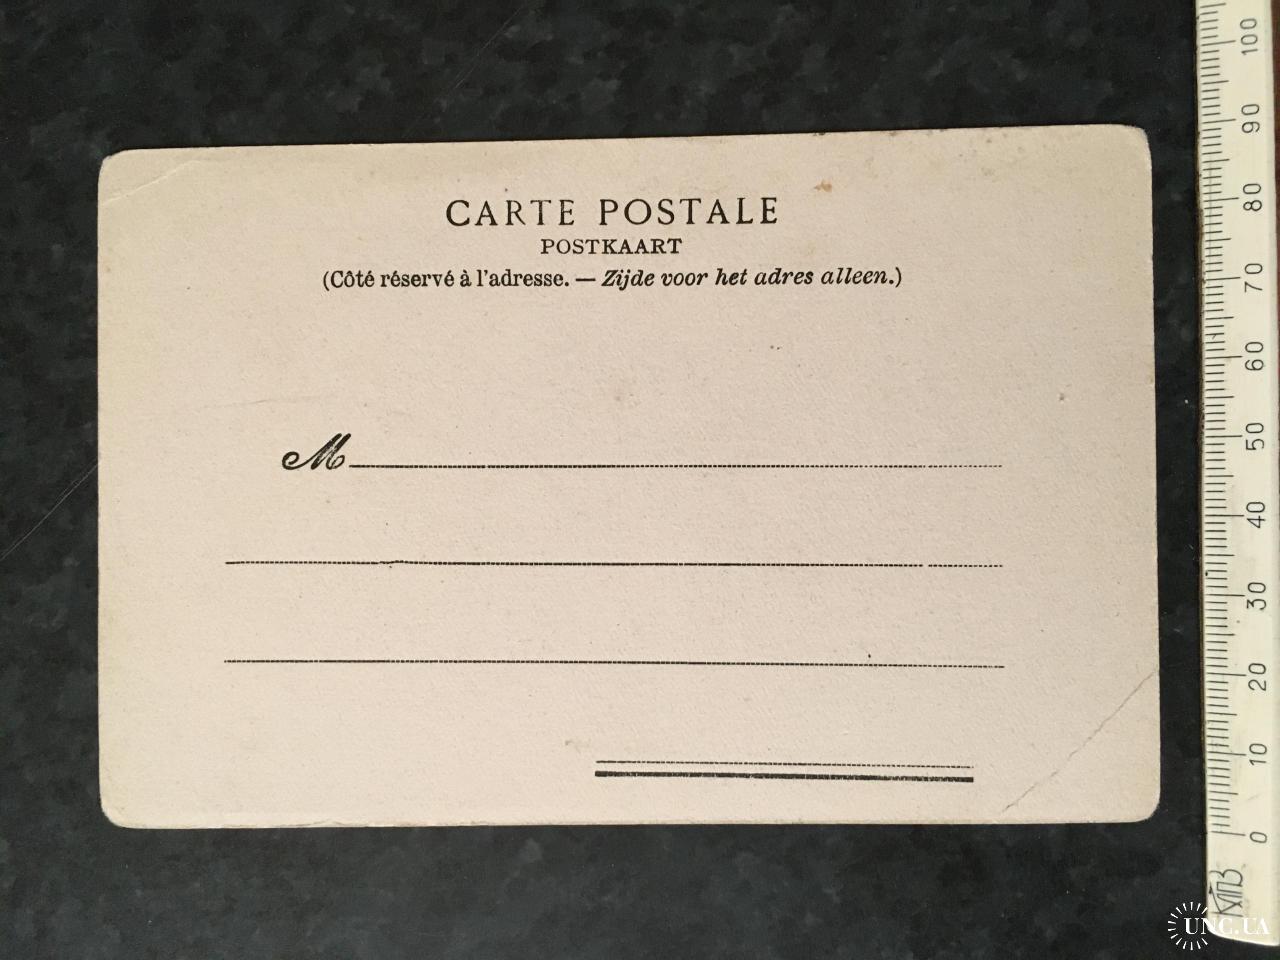 CARTE POSTALE
POSTKAART
(Côté réservé à l'adresse. — Zijde voor het adres alleen.)
M
100
90
80
70
60
50
40
30
20
10
0
UNC.UA